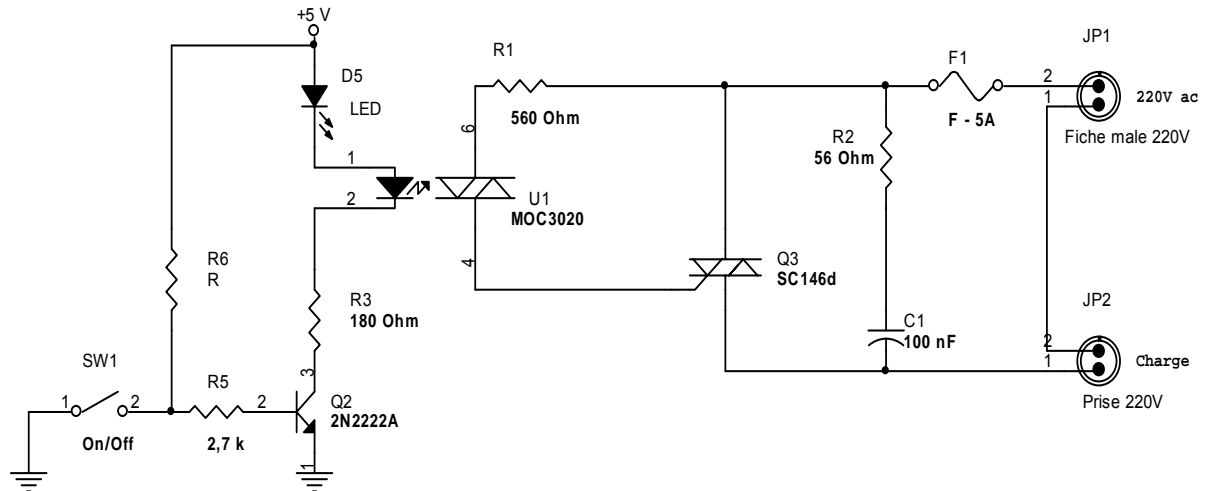 +5 V
D5
LED
R1
560 Ohm
6
4
U1
MOC3020
1
2
R6
R
R3
180 Ohm
SW1
1
2
On/Off
R5
2,7 k
2
3
1
Q2
2N2222A
Q3
SC146d
R2
56 Ohm
C1
100 nF
F1
F - 5A
JP1
2
1
220V ac
Fiche male 220V
JP2
2
1
Charge
Prise 220V